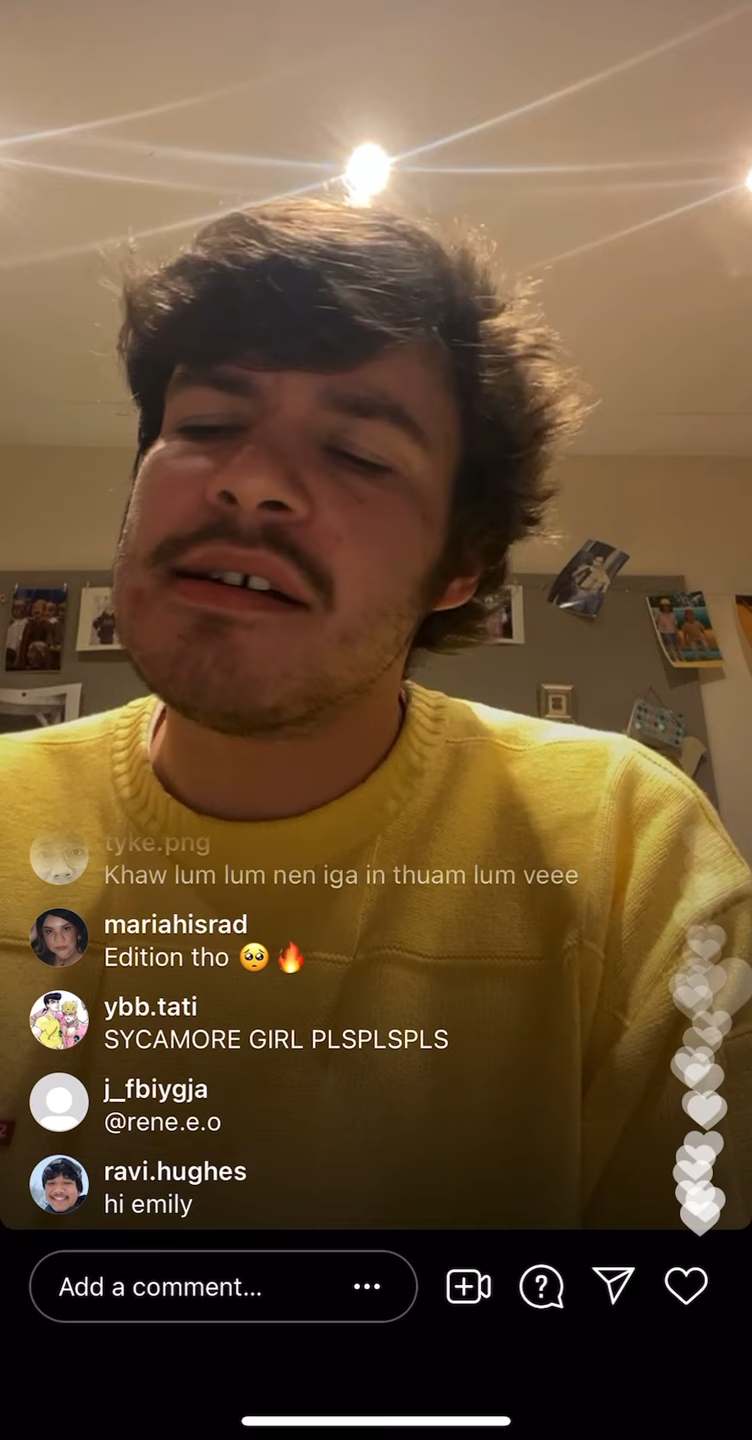 tyke.png
Khaw lum lum nen iga in thuam lum veee
mariahisrad
Edition tho 🥺🔥
ybb.tati
SYCAMORE GIRL PLSPLSPLS
j_fbiygja
@rene.e.o
ravi.hughes
hi emily
Add a comment...